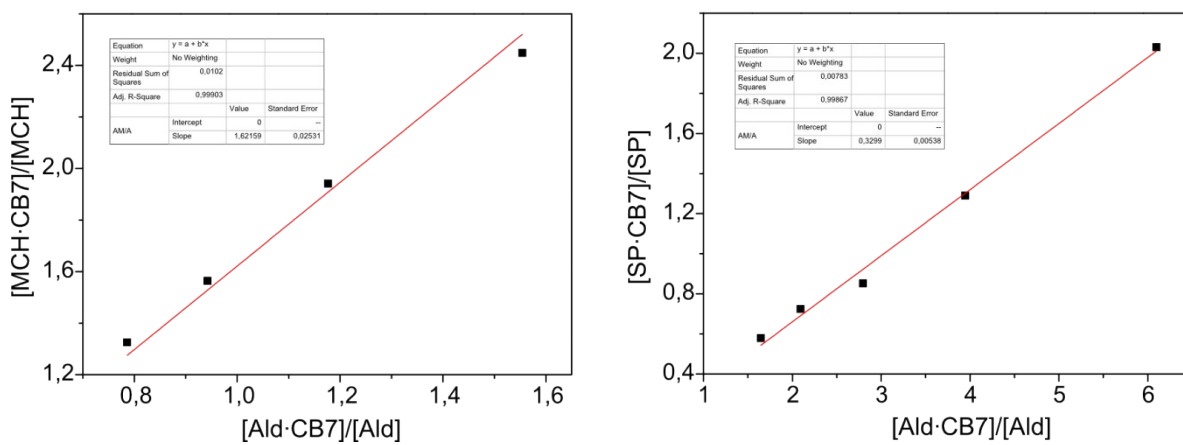 [MCH·CB7]/[MCH]
2,4
2,0
1,6
1,2
Equation y = a + b*x
Weight No Weighting
Residual Sum of Squares 0,0102
Adj. R-Square 0,99903
Value Standard Error
AM/A Intercept 0 --
Slope 1,62159 0,02531
0,8 1,0 1,2 1,4 1,6
[Ald·CB7]/[Ald]
[SP·CB7]/[SP]
2,0
1,6
1,2
0,8
0,4
Equation y = a + b*x
Weight No Weighting
Residual Sum of Squares 0,00783
Adj. R-Square 0,99867
Value Standard Error
AM/A Intercept 0 --
Slope 0,3299 0,00538
1 2 3 4 5 6
[Ald·CB7]/[Ald]